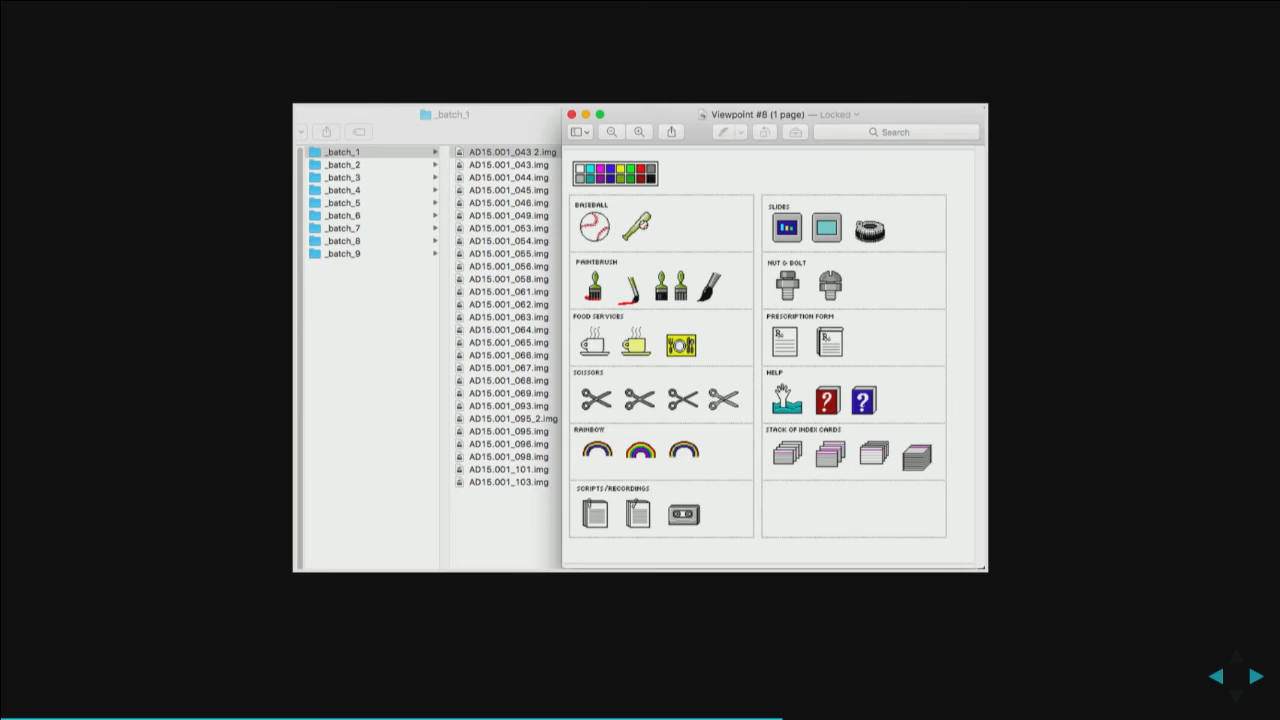 _batch_1
Viewpoint #8 (1 page) — Locked
Search
_batch_1
_batch_2
_batch_3
_batch_4
_batch_5
_batch_6
_batch_7
_batch_8
_batch_9
AD15.001_043 2.img
AD15.001_043.img
AD15.001_044.img
AD15.001_045.img
AD15.001_046.img
AD15.001_049.img
AD15.001_053.img
AD15.001_054.img
AD15.001_055.img
AD15.001_056.img
AD15.001_058.img
AD15.001_061.img
AD15.001_062.img
AD15.001_063.img
AD15.001_064.img
AD15.001_065.img
AD15.001_066.img
AD15.001_067.img
AD15.001_068.img
AD15.001_069.img
AD15.001_093.img
AD15.001_095_2.img
AD15.001_095.img
AD15.001_096.img
AD15.001_098.img
AD15.001_101.img
AD15.001_103.img
BASEBALL
PAINTBRUSH
FOOD SERVICES
SCISSORS
RAINBOW
SCRIPTS/RECORDINGS
SLIDES
NUT & BOLT
PRESCRIPTION FORM
HELP
? ?
STACK OF INDEX CARDS